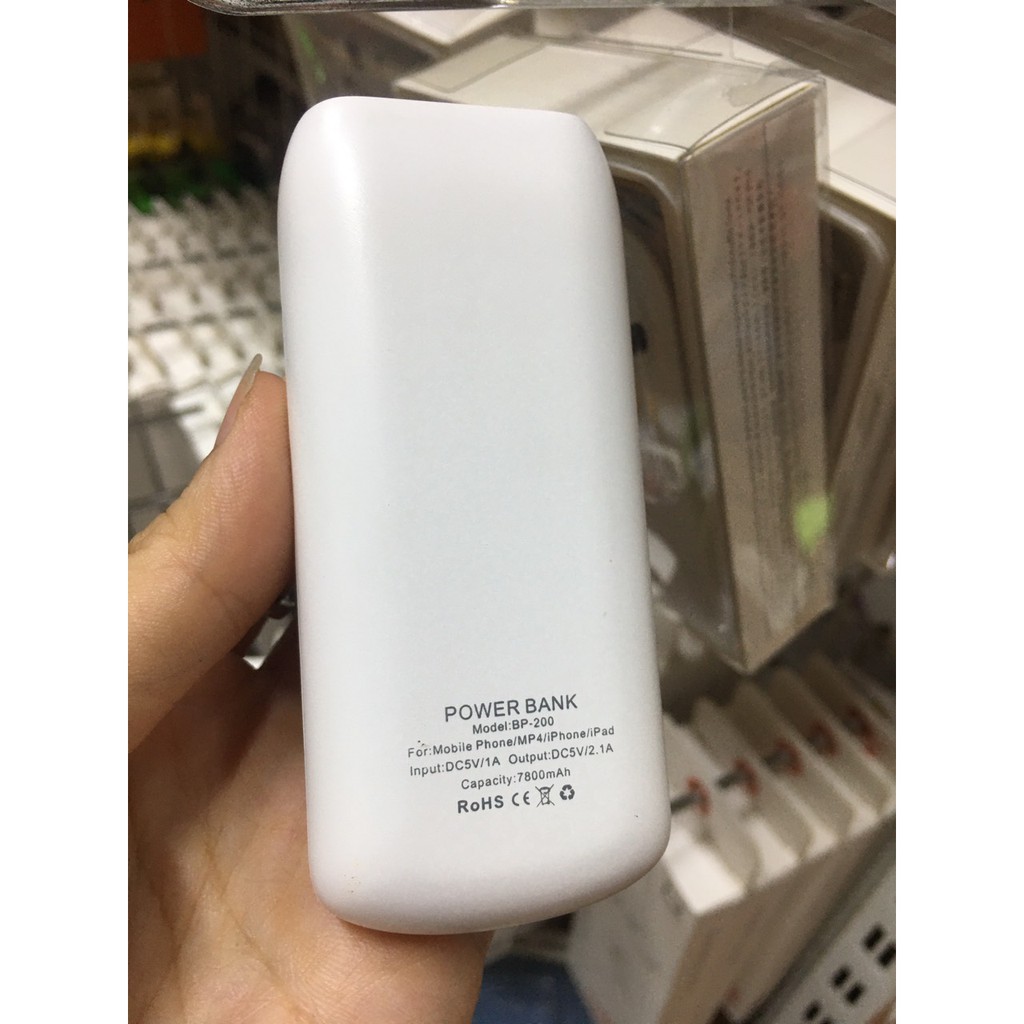 POWER BANK
Model:BP-200
For:Mobile Phone/MP4/iPhone/iPad
Input:DC5V/1A Output:DC5V/2.1A
Capacity:7800mAh
RoHS CE